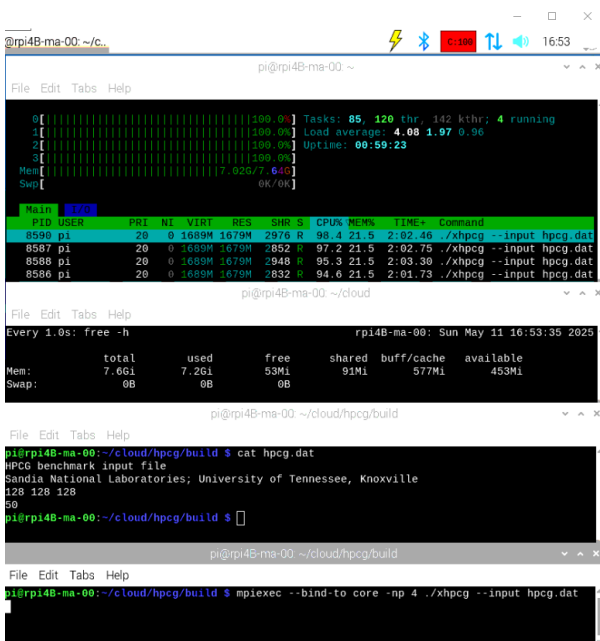 @rpi4B-ma-00: ~/c..
C:100
16:53
pi@rpi4B-ma-00: ~
File Edit Tabs Help
0[||||||||||||||||||||||||||||||||100.0%] Tasks: 85, 120 thr, 142 kthr; 4 running
1[||||||||||||||||||||||||||||||||100.0%] Load average: 4.08 1.97 0.96
2[||||||||||||||||||||||||||||||||100.0%] Uptime: 00:59:23
3[||||||||||||||||||||||||||||||||100.0%]
Mem[|||||||||||||||||||||||||||7.02G/7.64G]
Swp[ 0K/0K]
Main I/O
PID USER PRI NI VIRT RES SHR S CPU% MEM% TIME+ Command
8590 pi 20 0 1689M 1679M 2976 R 98.4 21.5 2:02.46 ./xhpcg --input hpcg.dat
8587 pi 20 0 1689M 1679M 2852 R 97.2 21.5 2:02.75 ./xhpcg --input hpcg.dat
8588 pi 20 0 1689M 1679M 2948 R 95.3 21.5 2:03.30 ./xhpcg --input hpcg.dat
8586 pi 20 0 1689M 1679M 2832 R 94.6 21.5 2:01.73 ./xhpcg --input hpcg.dat
pi@rpi4B-ma-00: ~/cloud
File Edit Tabs Help
Every 1.0s: free -h rpi4B-ma-00: Sun May 11 16:53:35 2025
total used free shared buff/cache available
Mem: 7.6Gi 7.2Gi 53Mi 91Mi 577Mi 453Mi
Swap: 0B 0B 0B
pi@rpi4B-ma-00: ~/cloud/hpcg/build
File Edit Tabs Help
pi@rpi4B-ma-00:~/cloud/hpcg/build $ cat hpcg.dat
HPCG benchmark input file
Sandia National Laboratories; University of Tennessee, Knoxville
128 128 128
50
pi@rpi4B-ma-00:~/cloud/hpcg/build $
pi@rpi4B-ma-00: ~/cloud/hpcg/build
File Edit Tabs Help
pi@rpi4B-ma-00:~/cloud/hpcg/build $ mpiexec --bind-to core -np 4 ./xhpcg --input hpcg.dat